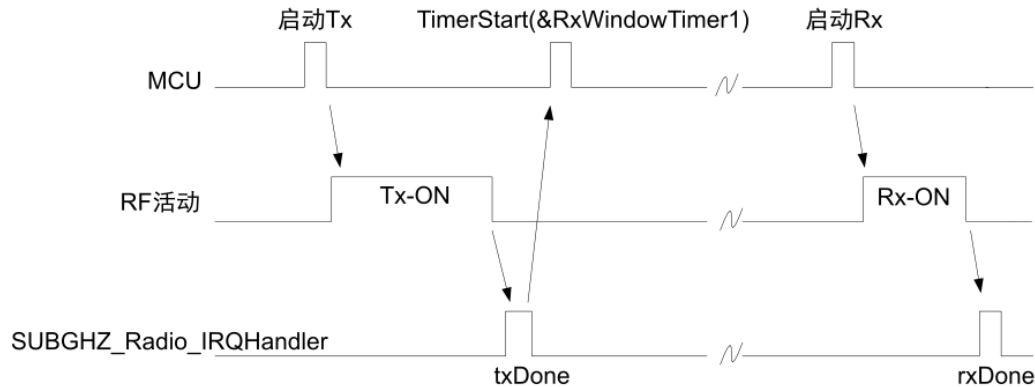 启动Tx
TimerStart(&RxWindowTimer1)
启动Rx
MCU
RF活动
Tx-ON
Rx-ON
SUBGHZ_Radio_IRQHandler
txDone
rxDone